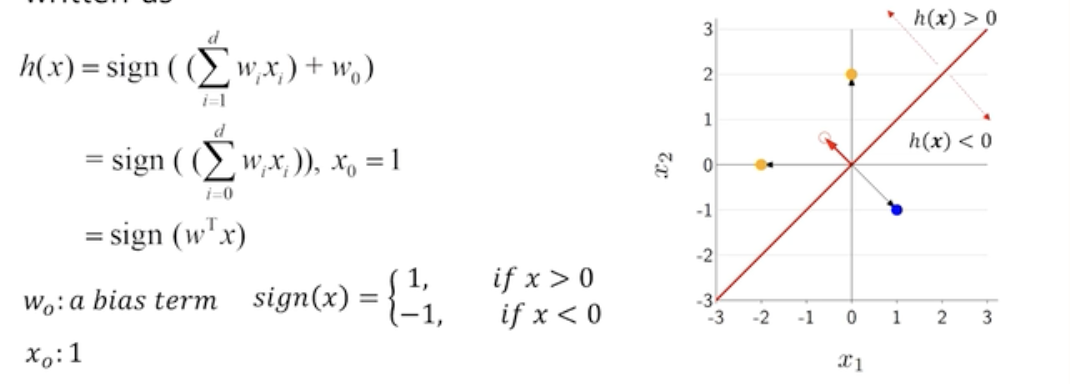 h(x) = sign ( (∑_{i=1}^{d} w_i x_i) + w_0)
= sign ( (∑_{i=0}^{d} w_i x_i)), x_0 = 1
= sign (w^T x)
w_o: a bias term sign(x) = { 1, if x > 0
−1, if x < 0
x_o: 1
h(x) > 0
h(x) < 0
3
2
1
0
-1
-2
-3
-3 -2 -1 0 1 2 3
x_2
x_1